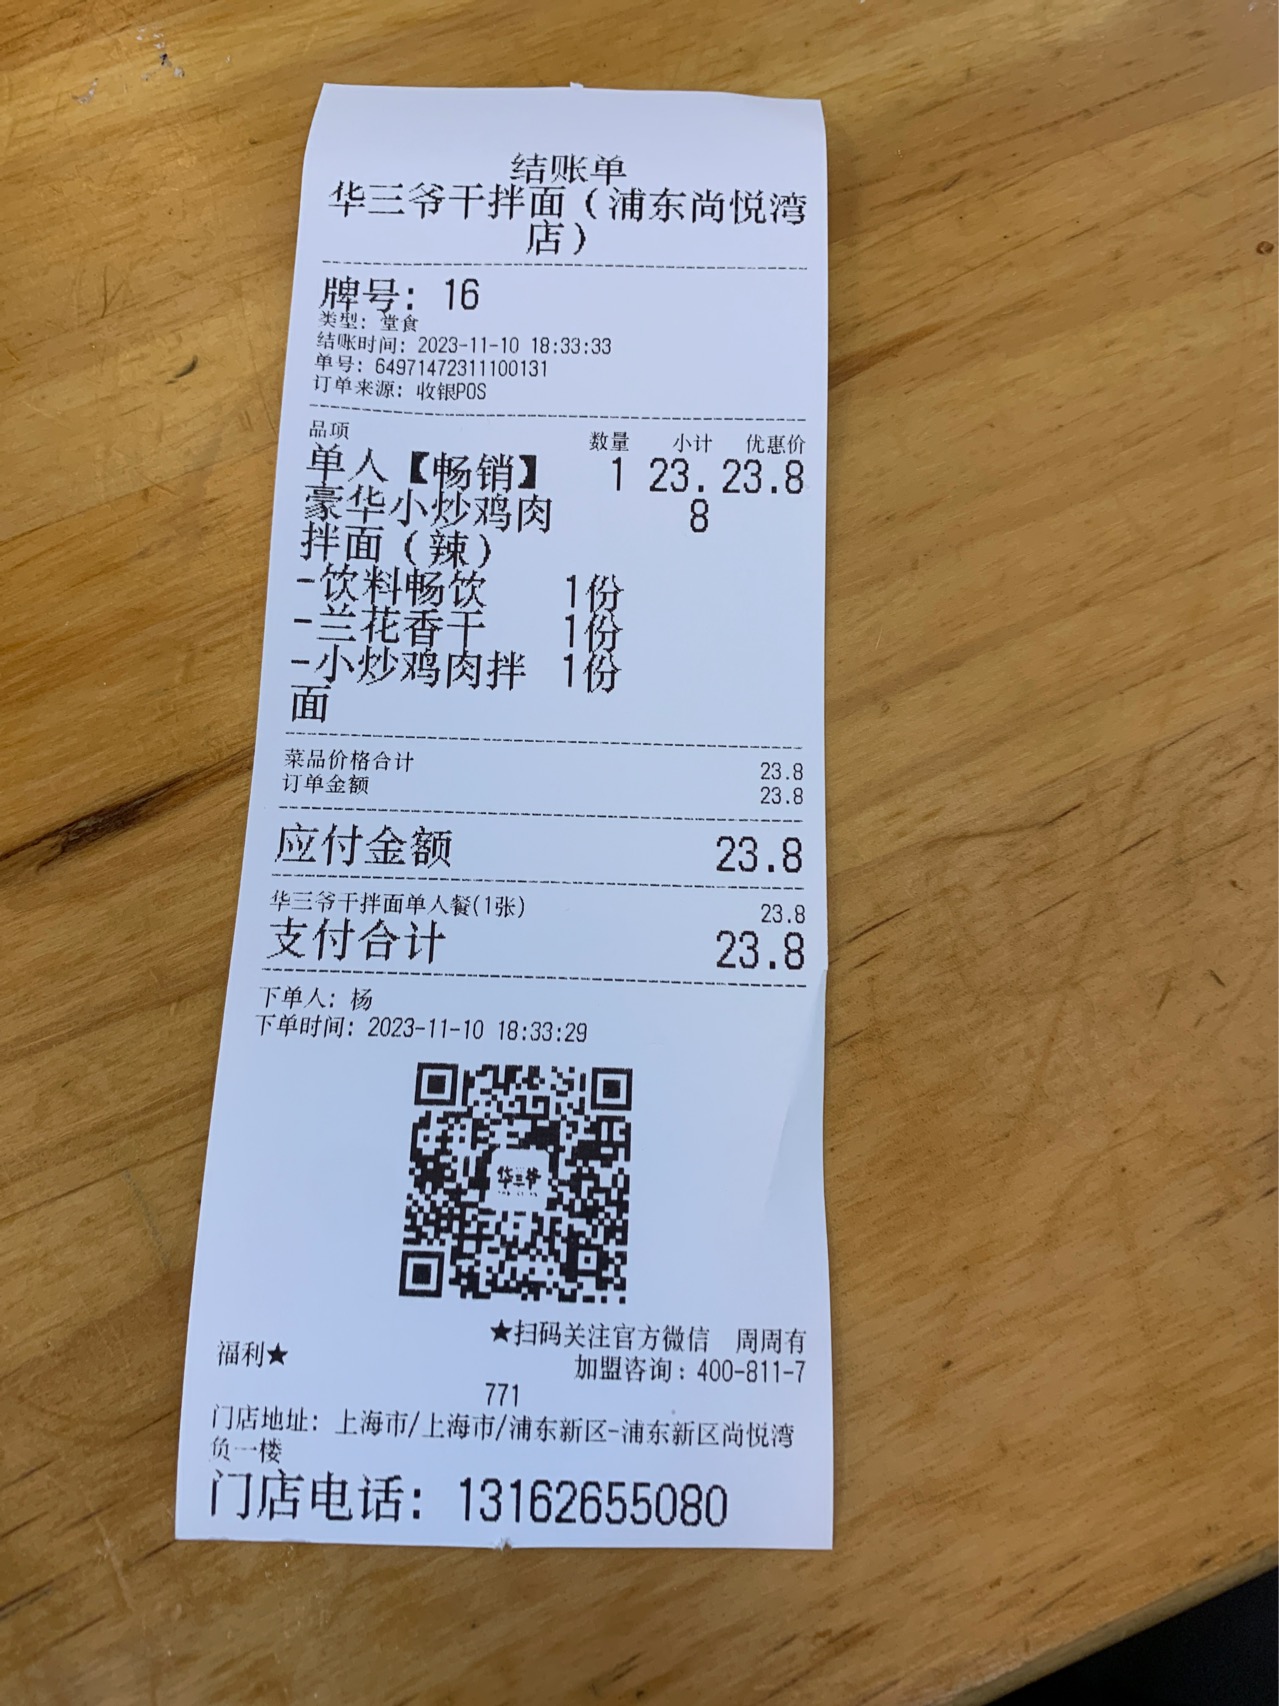 结账单
华三爷干拌面（浦东尚悦湾
店）
牌号: 16
类型: 堂食
结账时间: 2023-11-10 18:33:33
单号: 64971472311100131
订单来源: 收银POS
品项 数量 小计 优惠价
单人【畅销】 1 23. 23.8
豪华小炒鸡肉 8
拌面（辣）
-饮料畅饮 1份
-兰花香干 1份
-小炒鸡肉拌 1份
面
菜品价格合计 23.8
订单金额 23.8
应付金额 23.8
华三爷干拌面单人餐(1张) 23.8
支付合计 23.8
下单人: 杨
下单时间: 2023-11-10 18:33:29
华三爷
★扫码关注官方微信 周周有
福利★
加盟咨询: 400-811-7
771
门店地址: 上海市/上海市/浦东新区-浦东新区尚悦湾
负一楼
门店电话: 13162655080